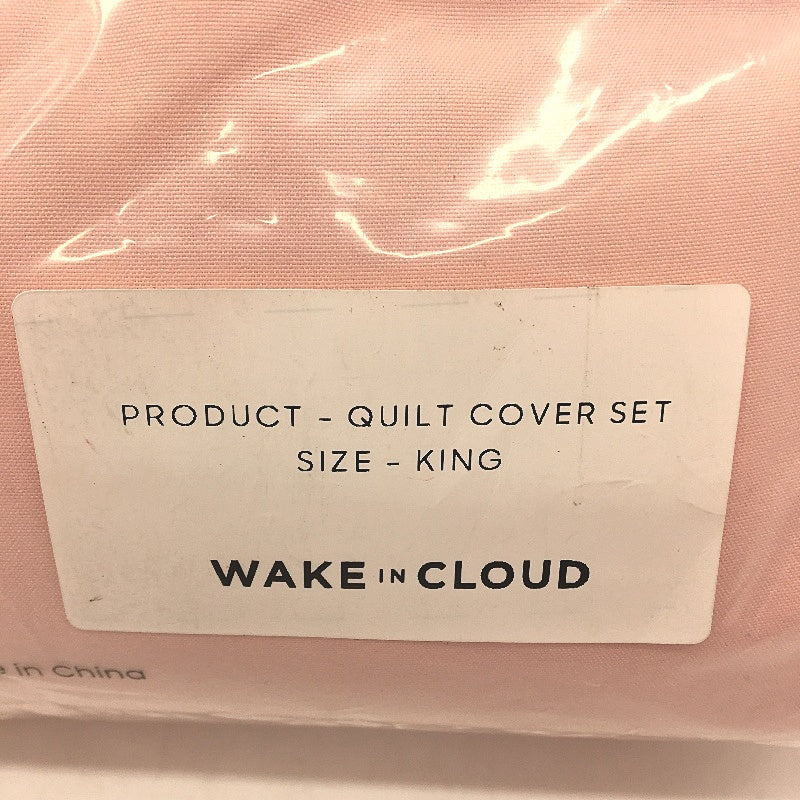 PRODUCT - QUILT COVER SET
SIZE - KING
WAKE IN CLOUD
in China